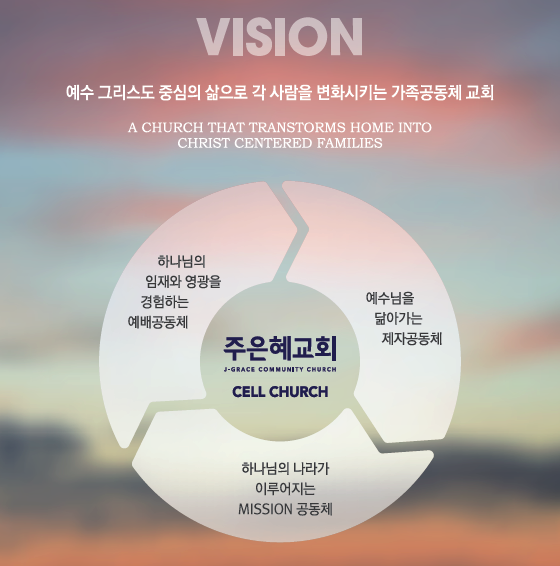 VISION
예수 그리스도 중심의 삶으로 각 사람을 변화시키는 가족공동체 교회
A CHURCH THAT TRANSTORMS HOME INTO
CHRIST CENTERED FAMILIES
하나님의
임재와 영광을
경험하는
예배공동체
예수님을
닮아가는
제자공동체
주은혜교회
J-GRACE COMMUNITY CHURCH
CELL CHURCH
하나님의 나라가
이루어지는
MISSION 공동체